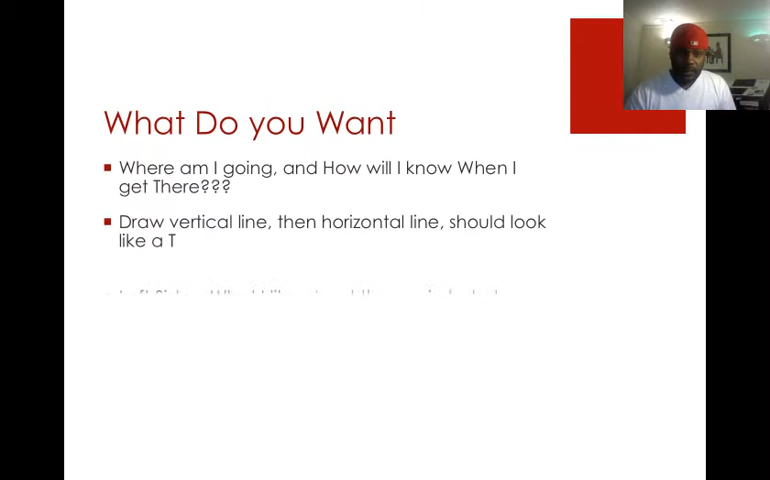 What Do you Want
Where am I going, and How will I know When I
get There???
Draw vertical line, then horizontal line, should look
like a T